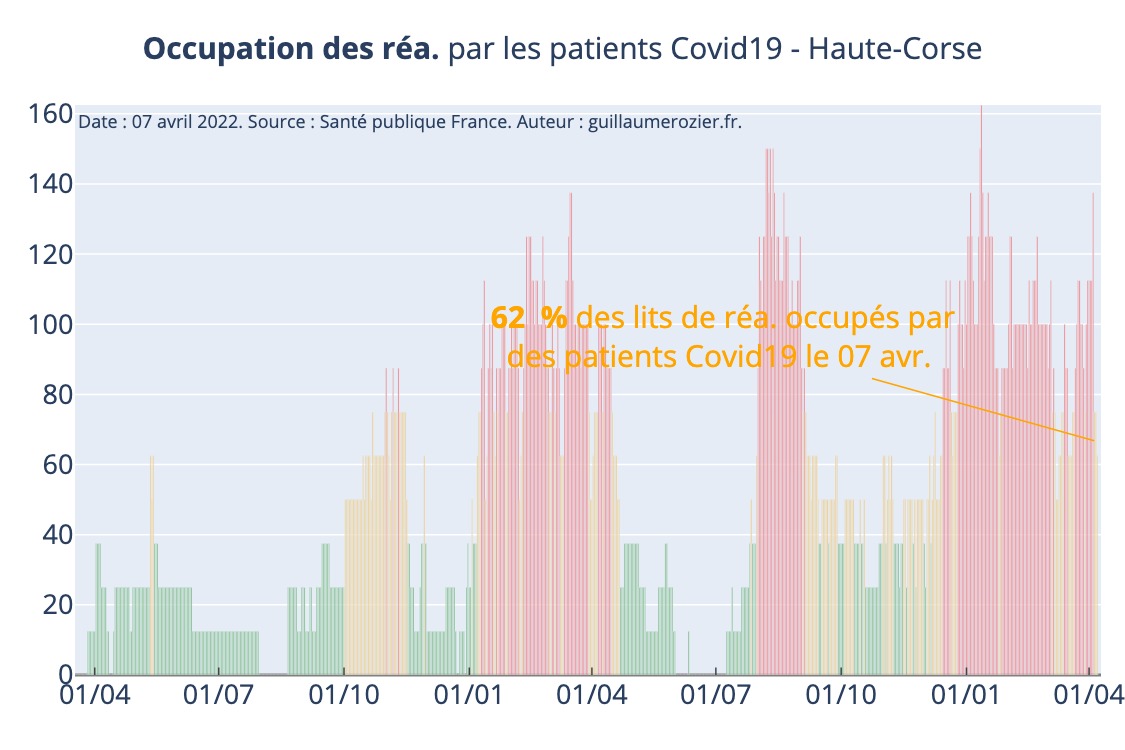 Occupation des réa. par les patients Covid19 - Haute-Corse
160
Date : 07 avril 2022. Source : Santé publique France. Auteur : guillaumerozier.fr.
140
120
100
62  % des lits de réa. occupés par
des patients Covid19 le 07 avr.
80
60
40
20
0
01/04 01/07 01/10 01/01 01/04 01/07 01/10 01/01 01/04